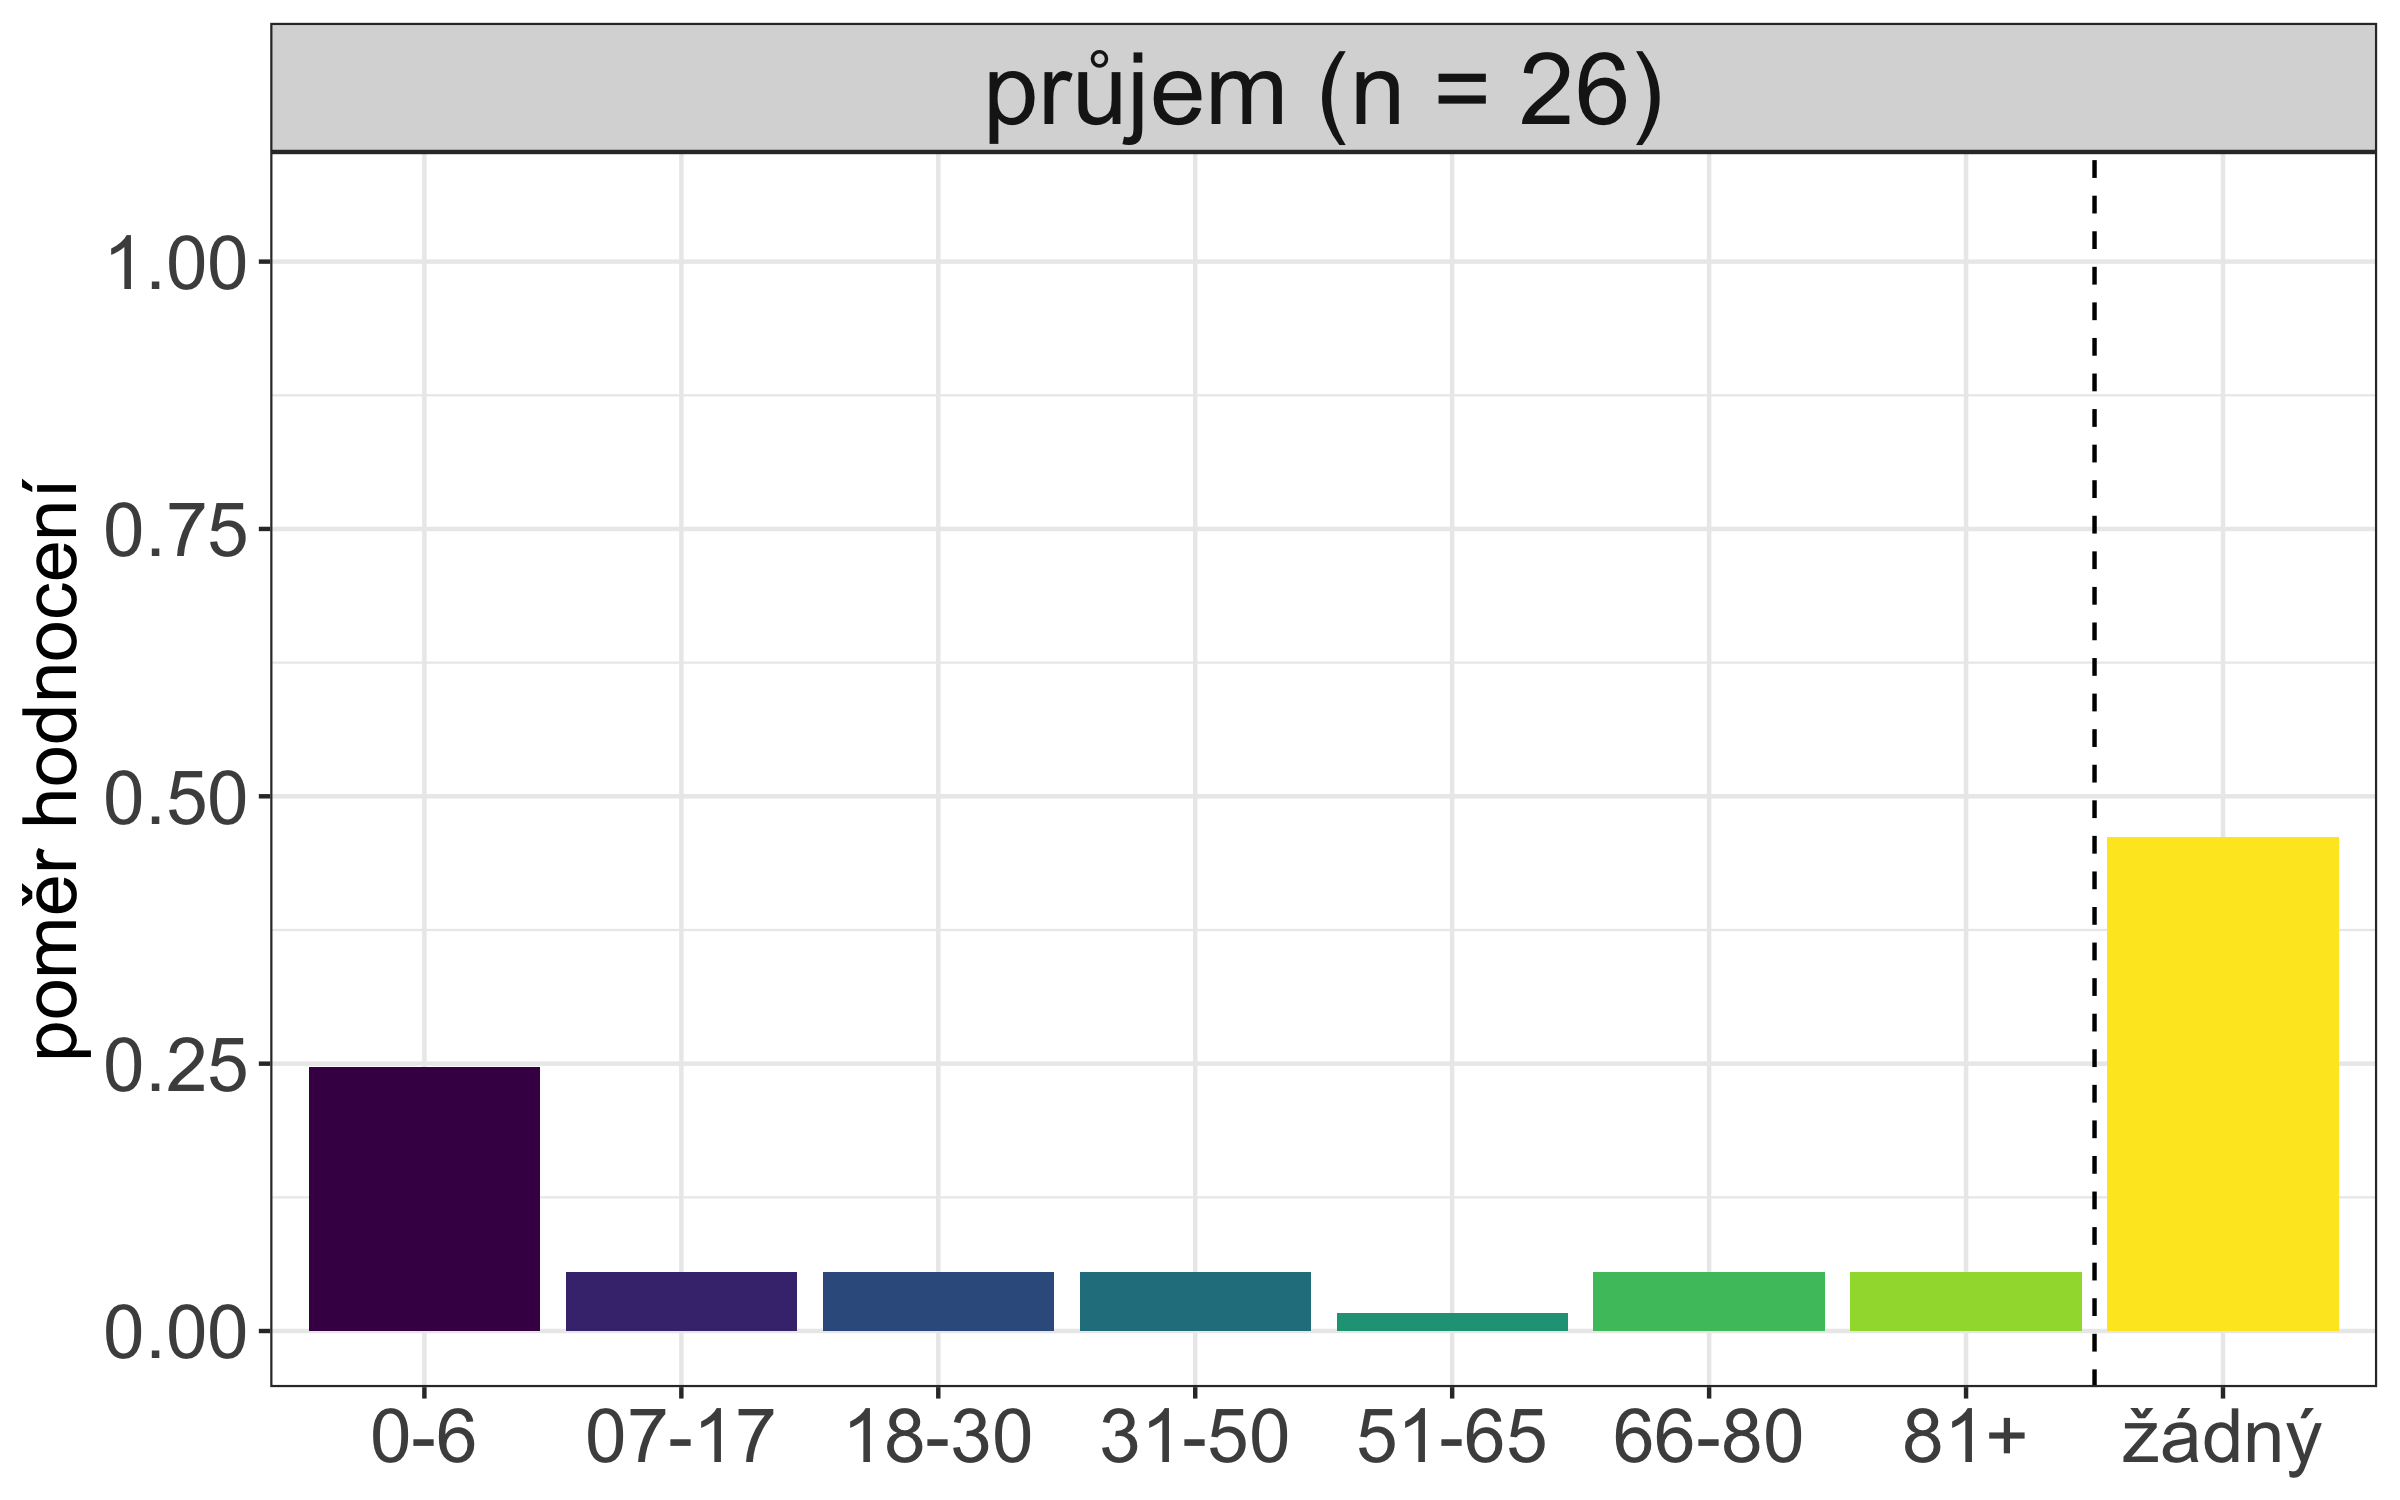 průjem (n = 26)
poměr hodnocení
1.00
0.75
0.50
0.25
0.00
0-6 07-17 18-30 31-50 51-65 66-80 81+ žádný